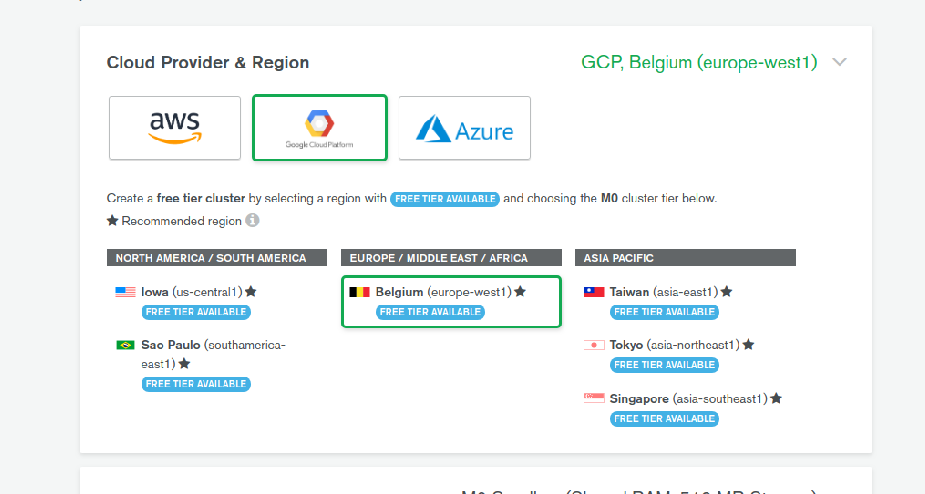 Cloud Provider & Region
GCP, Belgium (europe-west1)
aws
Google Cloud Platform
Azure
Create a free tier cluster by selecting a region with FREE TIER AVAILABLE and choosing the M0 cluster tier below.
★ Recommended region i
NORTH AMERICA / SOUTH AMERICA
Iowa (us-central1) ★
FREE TIER AVAILABLE
Sao Paulo (southamerica-
east1) ★
FREE TIER AVAILABLE
EUROPE / MIDDLE EAST / AFRICA
Belgium (europe-west1) ★
FREE TIER AVAILABLE
ASIA PACIFIC
Taiwan (asia-east1) ★
FREE TIER AVAILABLE
Tokyo (asia-northeast1) ★
FREE TIER AVAILABLE
Singapore (asia-southeast1) ★
FREE TIER AVAILABLE